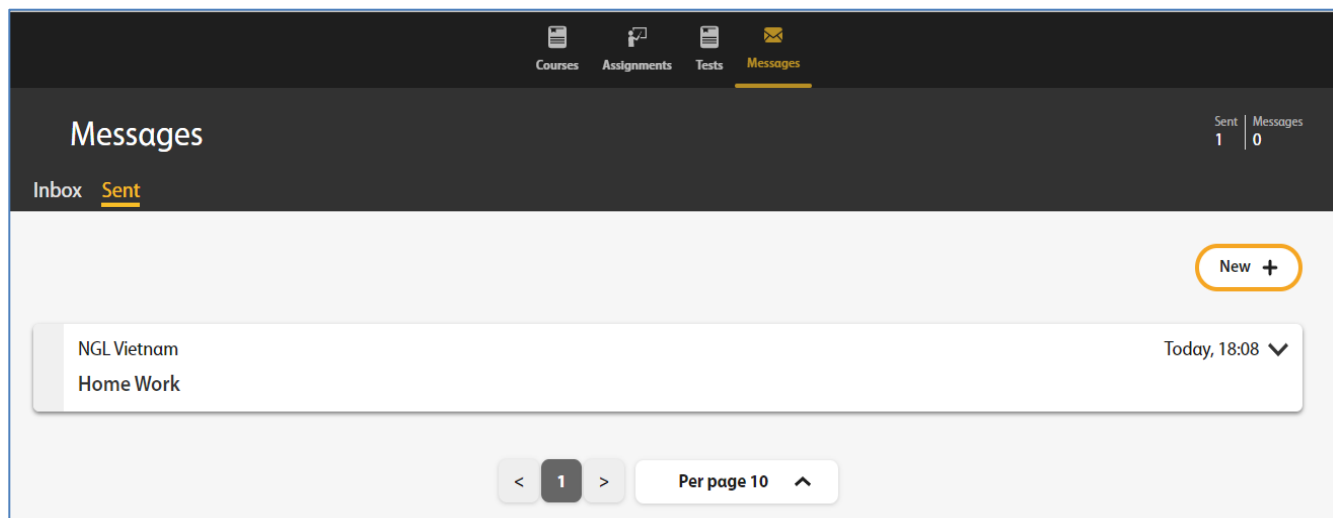 Courses Assignments Tests Messages
Messages
Sent Messages
1 0
Inbox Sent
New +
NGL Vietnam Today, 18:08
Home Work
< 1 > Per page 10